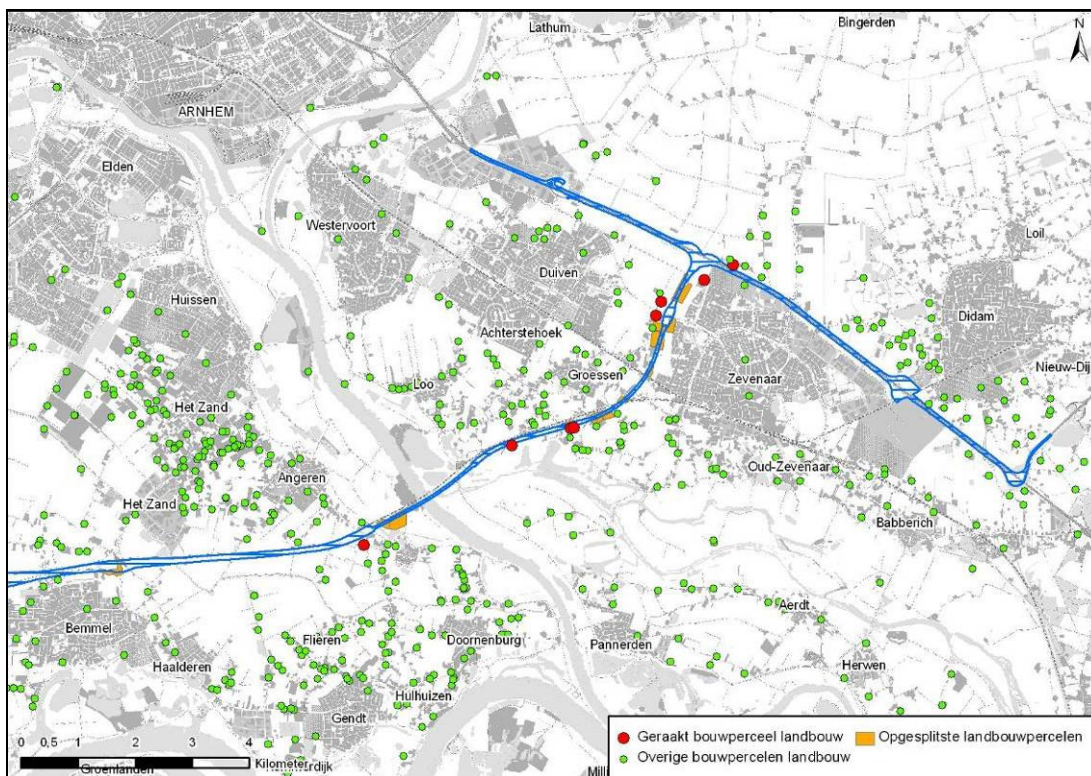 Lathum
Bingerden
N
ARNHEM
Elden
Westervoort
Loil
Duiven
Huissen
Didam
Achterstehoek
Groessen
Nieuw-Dij
Zevenaar
Loo
Het Zand
Oud-Zevenaar
Angeren
Het Zand
Babberich
Aerdt
Bemmel
Flieren
Doornenburg
Pannerden
Haalderen
Herwen
Hulhuizen
Gendt
0 0,5 1 2 3 4
Kilometer
Groenlanden
Geraakt bouwperceel landbouw
Opgesplitste landbouwpercelen
Overige bouwpercelen landbouw